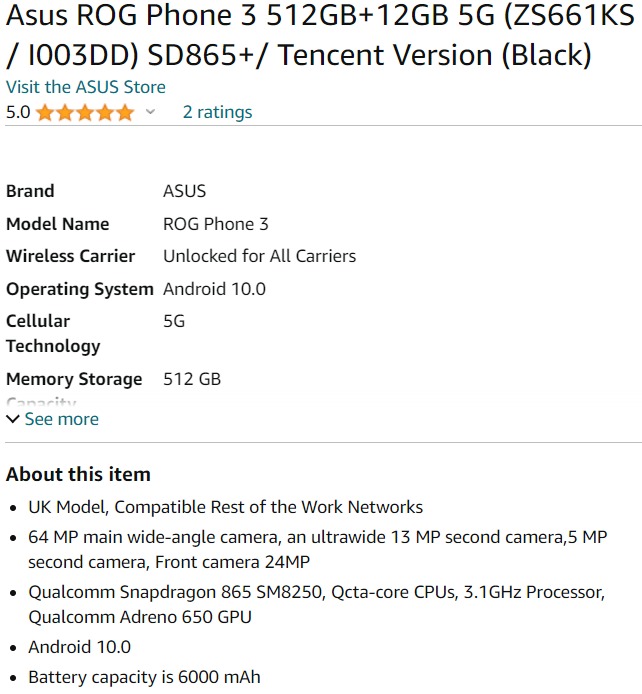 Asus ROG Phone 3 512GB+12GB 5G (ZS661KS
/ I003DD) SD865+/ Tencent Version (Black)
Visit the ASUS Store
5.0 2 ratings
Brand ASUS
Model Name ROG Phone 3
Wireless Carrier Unlocked for All Carriers
Operating System Android 10.0
Cellular 5G
Technology
Memory Storage 512 GB
Capacity
See more
About this item
• UK Model, Compatible Rest of the Work Networks
• 64 MP main wide-angle camera, an ultrawide 13 MP second camera,5 MP
second camera, Front camera 24MP
• Qualcomm Snapdragon 865 SM8250, Qcta-core CPUs, 3.1GHz Processor,
Qualcomm Adreno 650 GPU
• Android 10.0
• Battery capacity is 6000 mAh